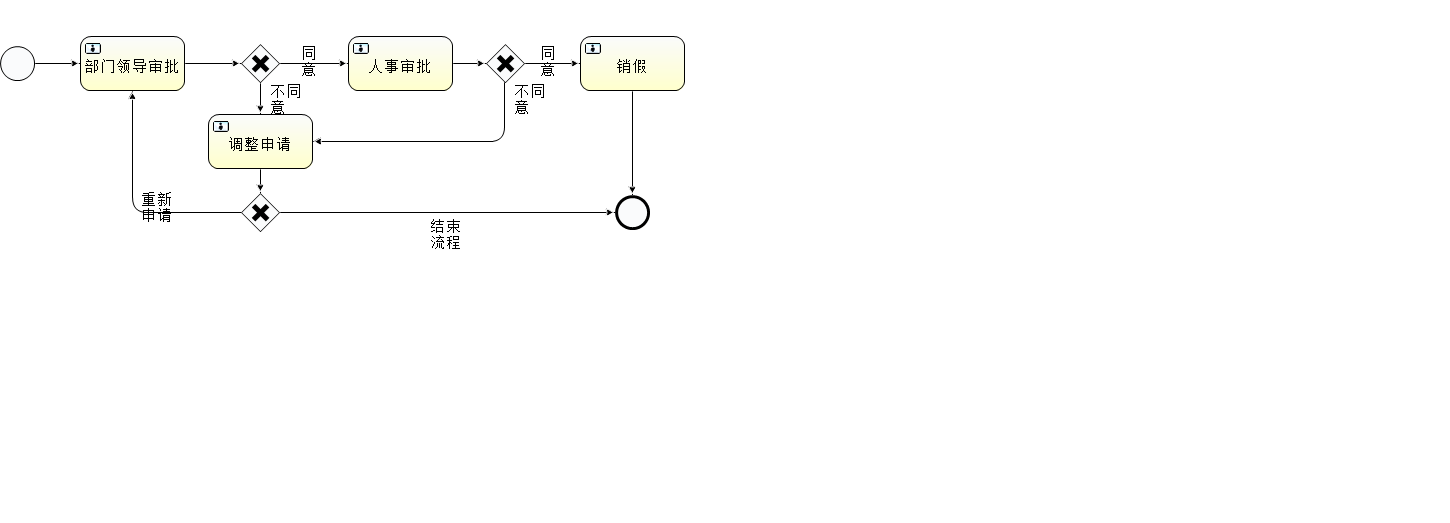 部门领导审批
同
意
人事审批
同
意
销假
不同
意
不同
意
调整申请
重新
申请
结束
流程